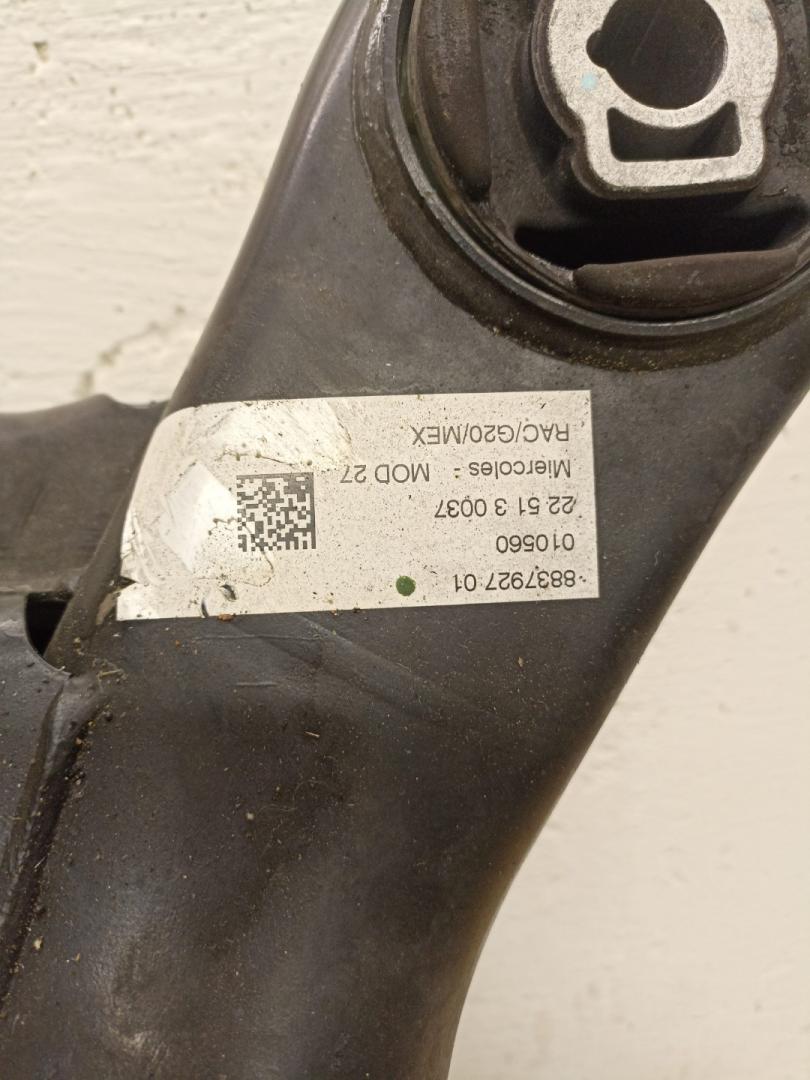 8837927 01
010560
22 51 3 0037
Miercoles - MOD 27
RAC/G20/MEX